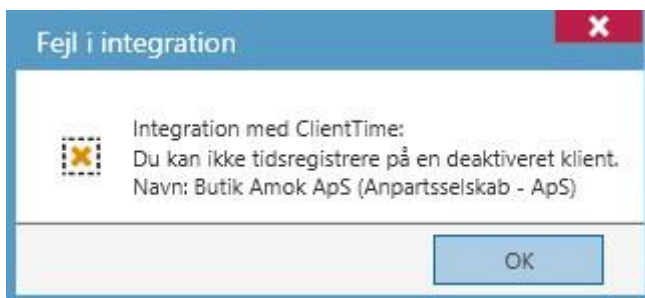 Fejl i integration
Integration med ClientTime:
Du kan ikke tidsregistrere på en deaktiveret klient.
Navn: Butik Amok ApS (Anpartsselskab - ApS)
OK